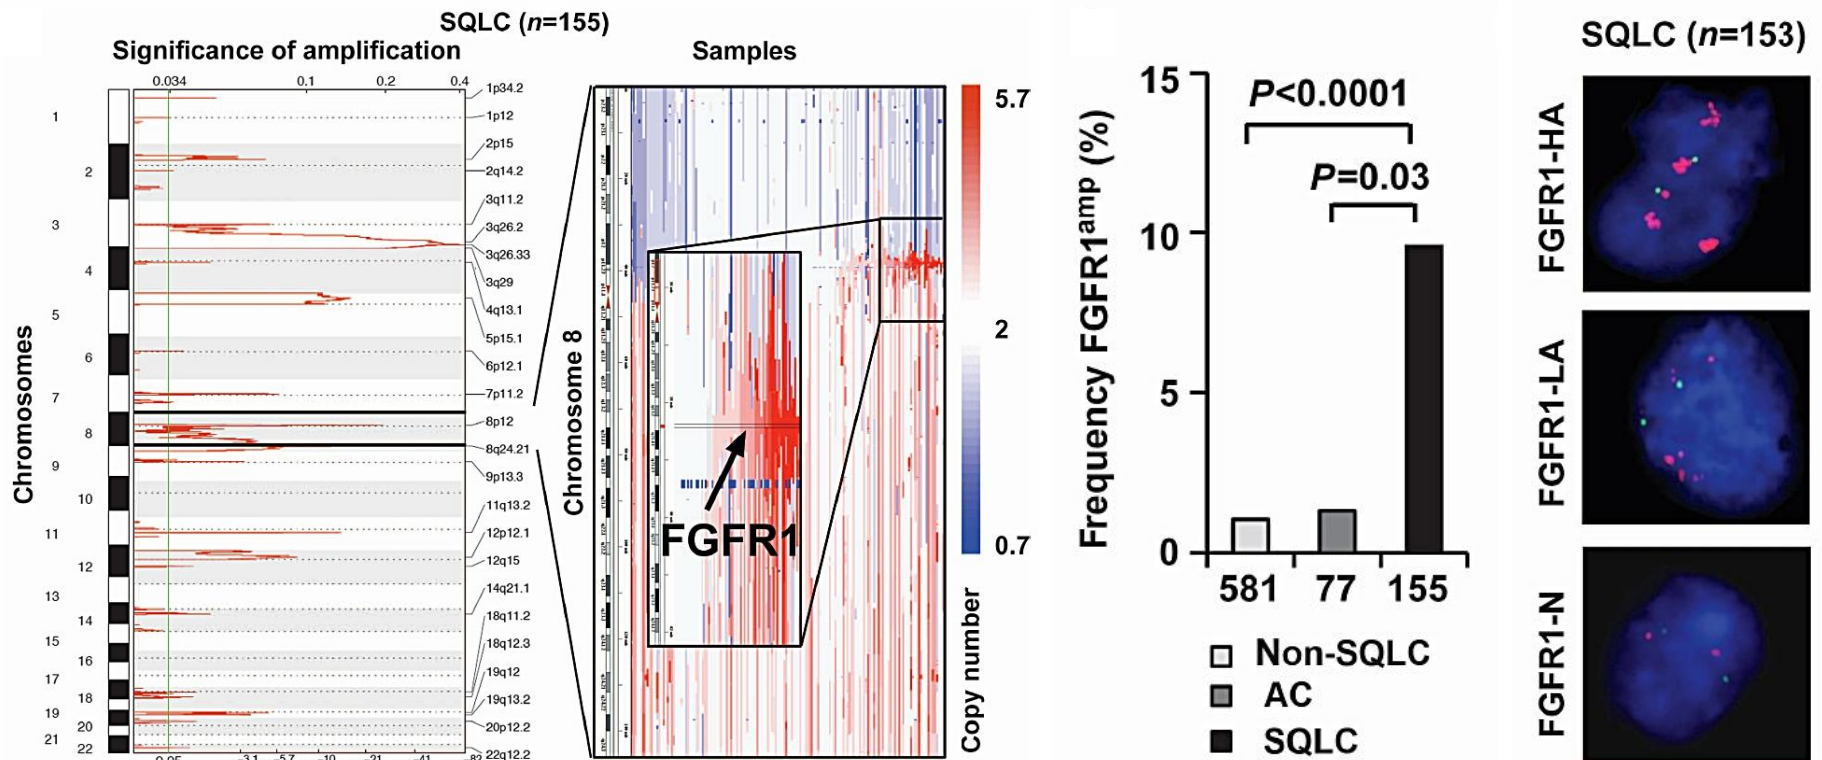 SQLC (n=155)
Significance of amplification
0.034 0.1 0.2 0.4
Chromosomes
1
2
3
4
5
6
7
8
9
10
11
12
13
14
15
16
17
18
19
20
21
22
1p34.2
1p12
2p15
2q14.2
3q11.2
3q26.2
3q26.33
3q29
4q13.1
5p15.1
6p12.1
7p11.2
8p12
8q24.21
9p13.3
11q13.2
12p12.1
12q15
14q21.1
18q11.2
18q12.3
19q12
19q13.2
20p12.2
22q12.2
Samples
Chromosome 8
FGFR1
5.7
2
0.7
Copy number
Frequency FGFR1amp (%)
15
10
5
0
P<0.0001
P=0.03
581 77 155
Non-SQLC
AC
SQLC
SQLC (n=153)
FGFR1-HA
FGFR1-LA
FGFR1-N